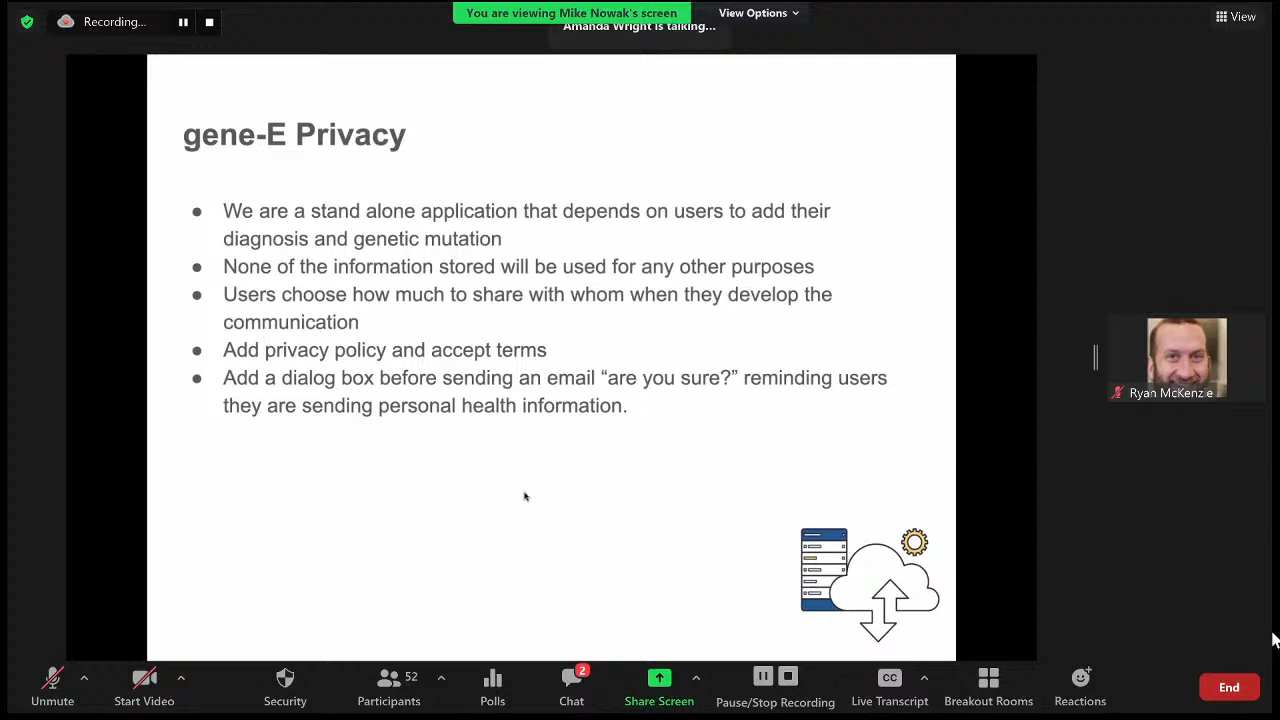 Recording...
You are viewing Mike Nowak's screen
View Options
View
Amanda Wright is talking...
gene-E Privacy
● We are a stand alone application that depends on users to add their
diagnosis and genetic mutation
● None of the information stored will be used for any other purposes
● Users choose how much to share with whom when they develop the
communication
● Add privacy policy and accept terms
● Add a dialog box before sending an email “are you sure?” reminding users
they are sending personal health information.
Ryan McKenzie
52
2
CC
Unmute
Start Video
Security
Participants
Polls
Chat
Share Screen
Pause/Stop Recording
Live Transcript
Breakout Rooms
Reactions
End